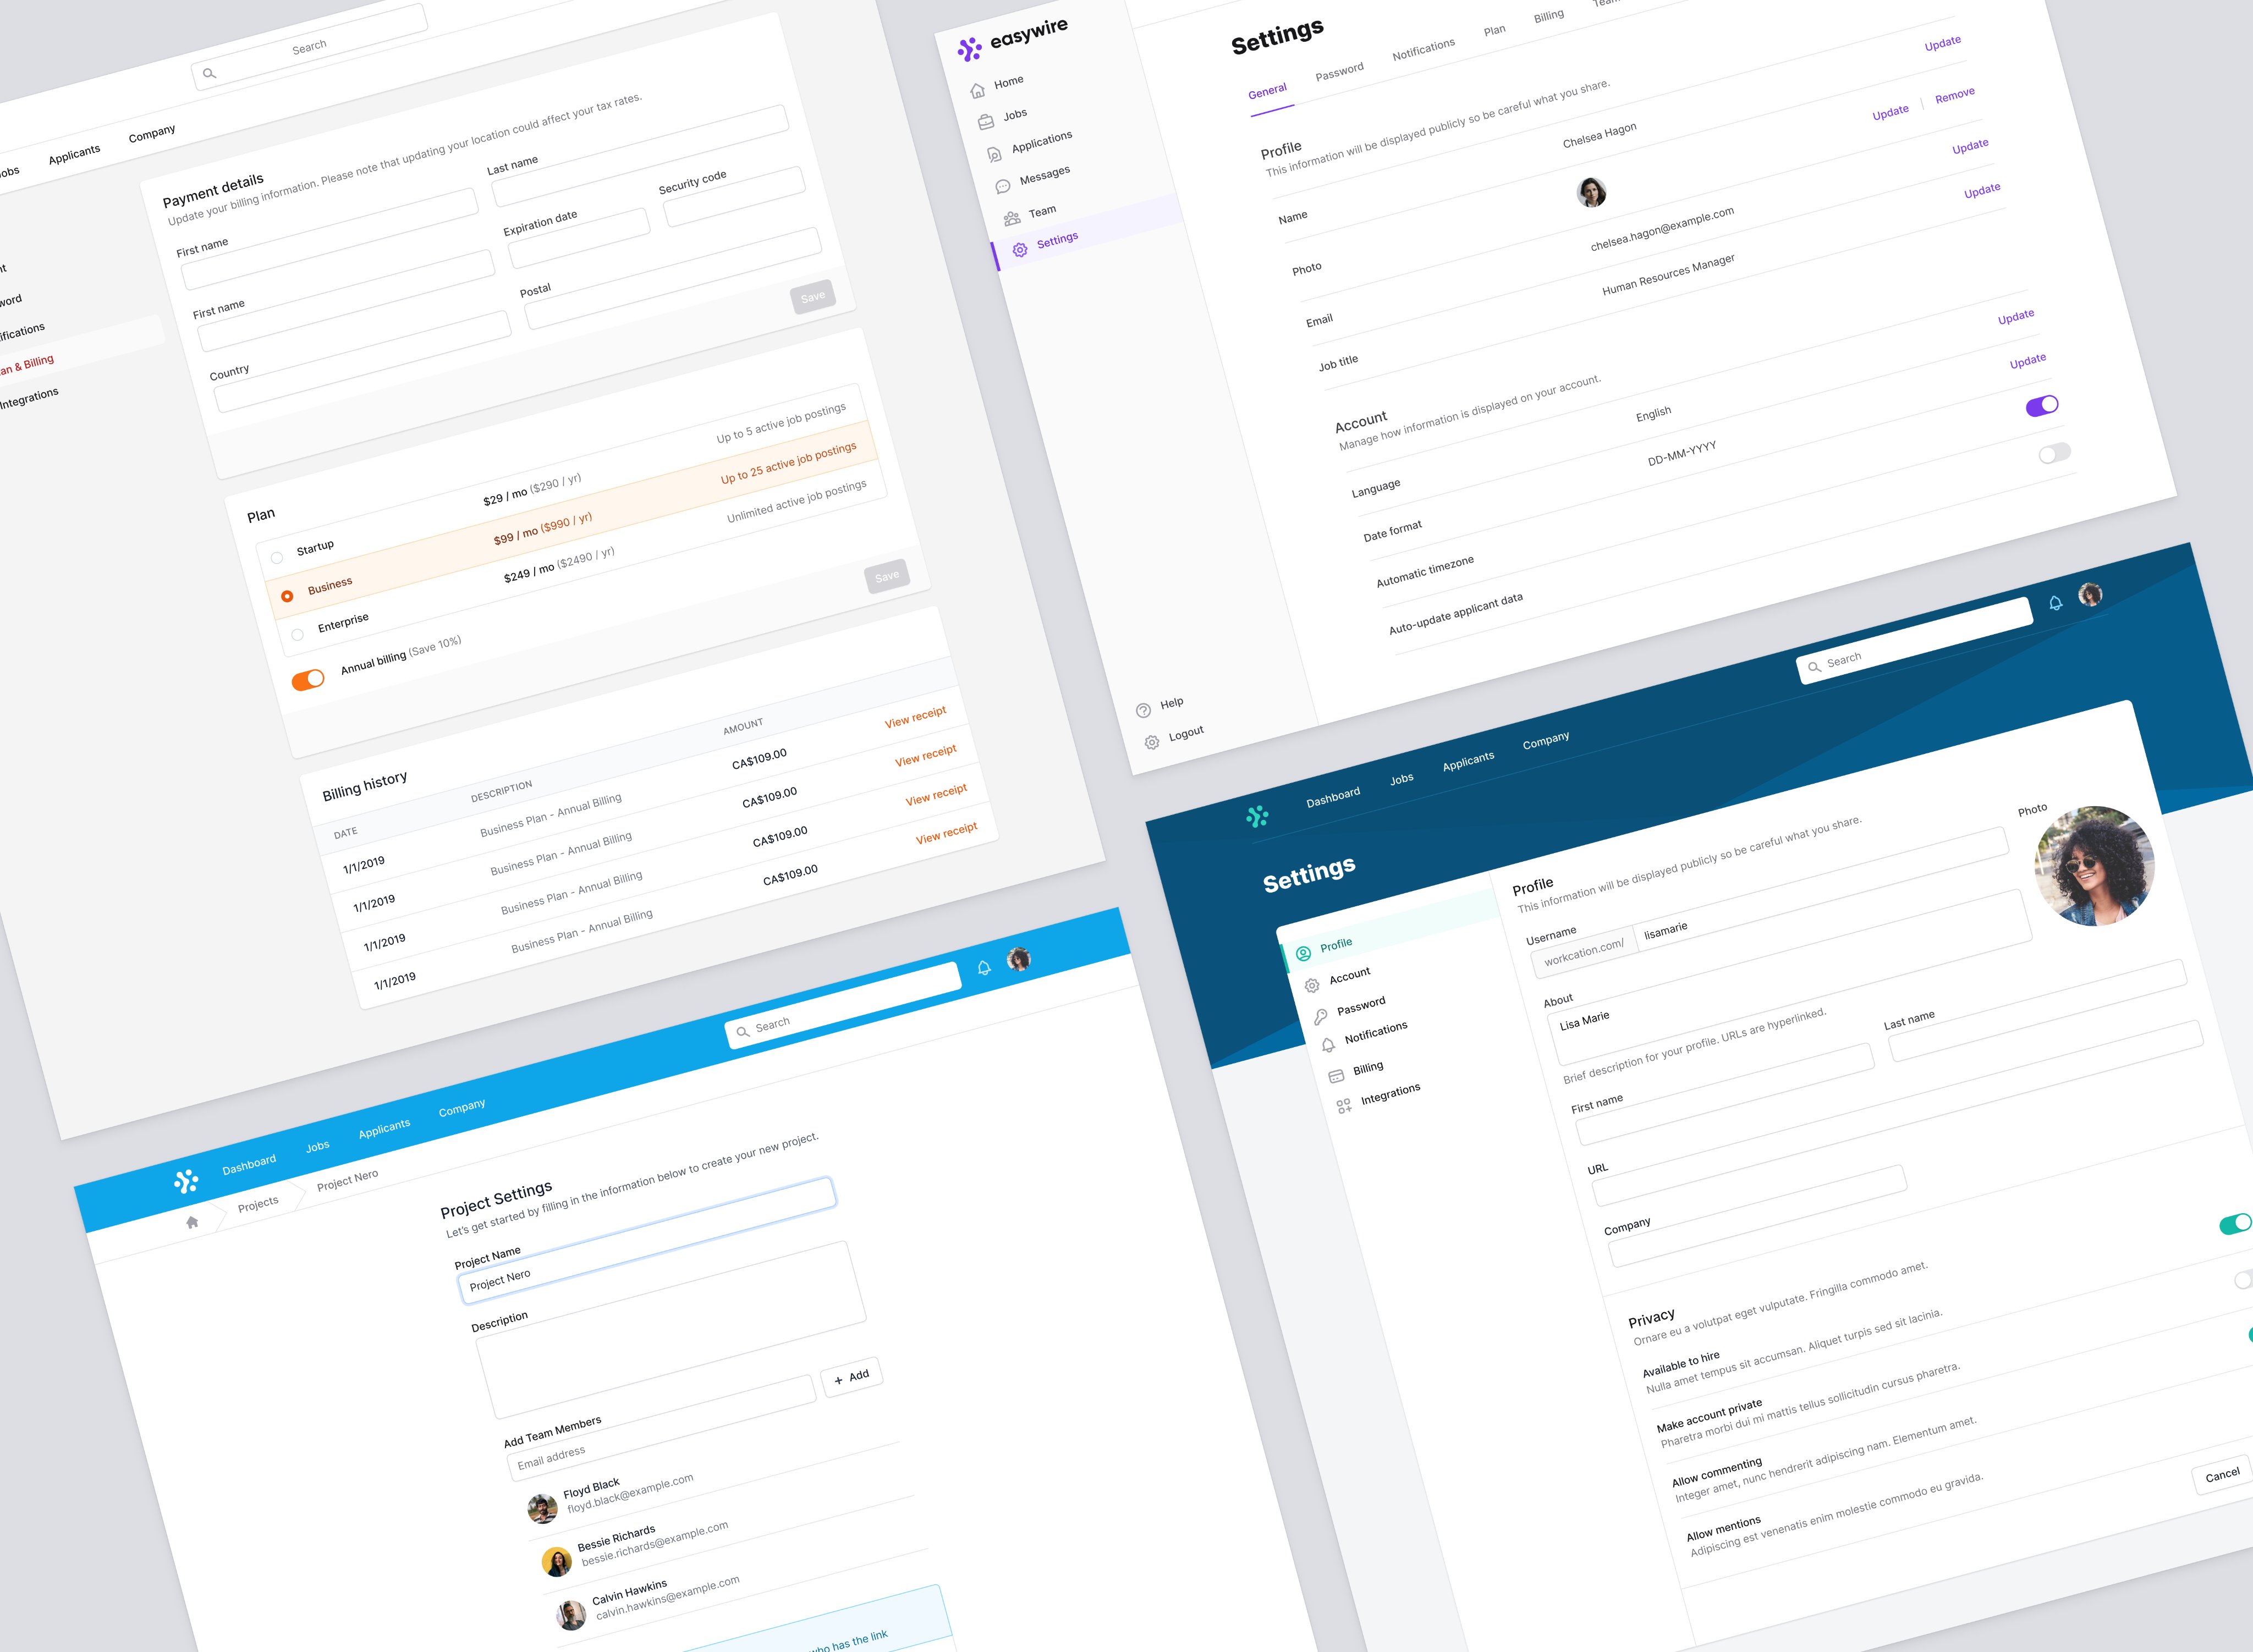 Search
Jobs
Applicants
Company
Password
Notifications
Plan & Billing
Integrations
Payment details
Update your billing information. Please note that updating your location could affect your tax rates.
First name
Last name
First name
Expiration date
Security code
Country
Postal
Save
Plan
Startup
$29 / mo ($290 / yr)
Up to 5 active job postings
Business
$99 / mo ($990 / yr)
Up to 25 active job postings
Enterprise
$249 / mo ($2490 / yr)
Unlimited active job postings
Annual billing (Save 10%)
Save
Billing history
DATE
DESCRIPTION
AMOUNT
1/1/2019
Business Plan - Annual Billing
CA$109.00
View receipt
1/1/2019
Business Plan - Annual Billing
CA$109.00
View receipt
1/1/2019
Business Plan - Annual Billing
CA$109.00
View receipt
1/1/2019
Business Plan - Annual Billing
CA$109.00
View receipt
easywire
Home
Jobs
Applications
Messages
Team
Settings
Help
Logout
Settings
General
Password
Notifications
Plan
Billing
Profile
This information will be displayed publicly so be careful what you share.
Name
Chelsea Hagon
Update
Photo
Update
Remove
Email
chelsea.hagon@example.com
Update
Job title
Human Resources Manager
Update
Account
Manage how information is displayed on your account.
Language
English
Update
Date format
DD-MM-YYYY
Update
Automatic timezone
Auto-update applicant data
Dashboard
Jobs
Applicants
Company
Search
Projects
Project Nero
Project Settings
Let's get started by filling in the information below to create your new project.
Project Name
Project Nero
Description
Add Team Members
Email address
+ Add
Floyd Black
floyd.black@example.com
Bessie Richards
bessie.richards@example.com
Calvin Hawkins
calvin.hawkins@example.com
who has the link
Dashboard
Jobs
Applicants
Company
Search
Settings
Profile
Account
Password
Notifications
Billing
Integrations
Profile
This information will be displayed publicly so be careful what you share.
Username
workcation.com/
lisamarie
Photo
About
Lisa Marie
Brief description for your profile. URLs are hyperlinked.
First name
Last name
URL
Company
Privacy
Ornare eu a volutpat eget vulputate. Fringilla commodo amet.
Available to hire
Nulla amet tempus sit accumsan. Aliquet turpis sed sit lacinia.
Make account private
Pharetra morbi dui mi mattis tellus sollicitudin cursus pharetra.
Allow commenting
Integer amet, nunc hendrerit adipiscing nam. Elementum amet.
Allow mentions
Adipiscing est venenatis enim molestie commodo eu gravida.
Cancel